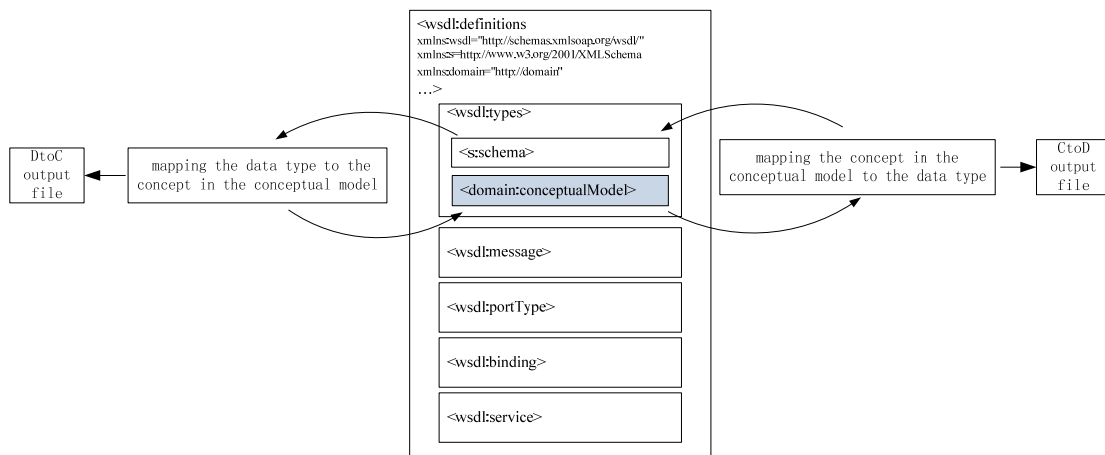 <wsdl:definitions
xmlns:wsdl="http://schemas.xmlsoap.org/wsdl/"
xmlns:s=http://www.w3.org/2001/XMLSchema
xmlns:domain="http://domain"
...>
<wsdl:types>
<s:schema>
<domain:conceptualModel>
<wsdl:message>
<wsdl:portType>
<wsdl:binding>
<wsdl:service>
DtoC
output
file
mapping the data type to the
concept in the conceptual model
mapping the concept in the
conceptual model to the data type
CtoD
output
file